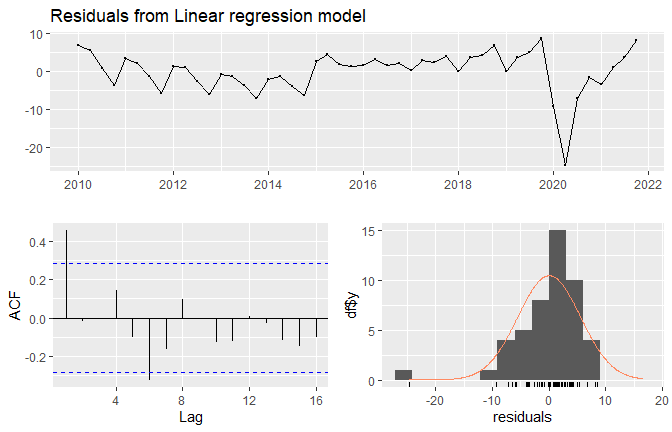 Residuals from Linear regression model
10
0
-10
-20
2010 2012 2014 2016 2018 2020 2022
0.4
0.2
0.0
-0.2
ACF
4 8 12 16
Lag
15
10
5
0
df$y
-20 -10 0 10 20
residuals